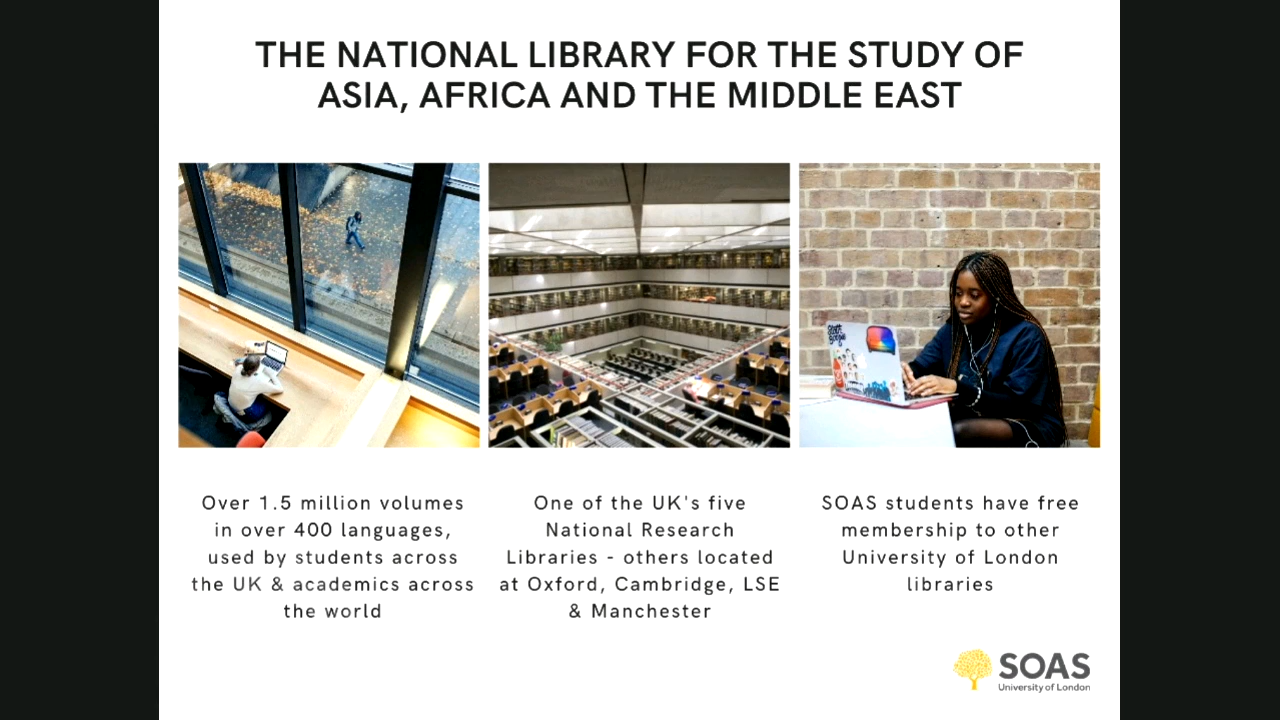 THE NATIONAL LIBRARY FOR THE STUDY OF
ASIA, AFRICA AND THE MIDDLE EAST
Over 1.5 million volumes
in over 400 languages,
used by students across
the UK & academics across
the world
One of the UK's five
National Research
Libraries - others located
at Oxford, Cambridge, LSE
& Manchester
SOAS students have free
membership to other
University of London
libraries
SOAS
University of London